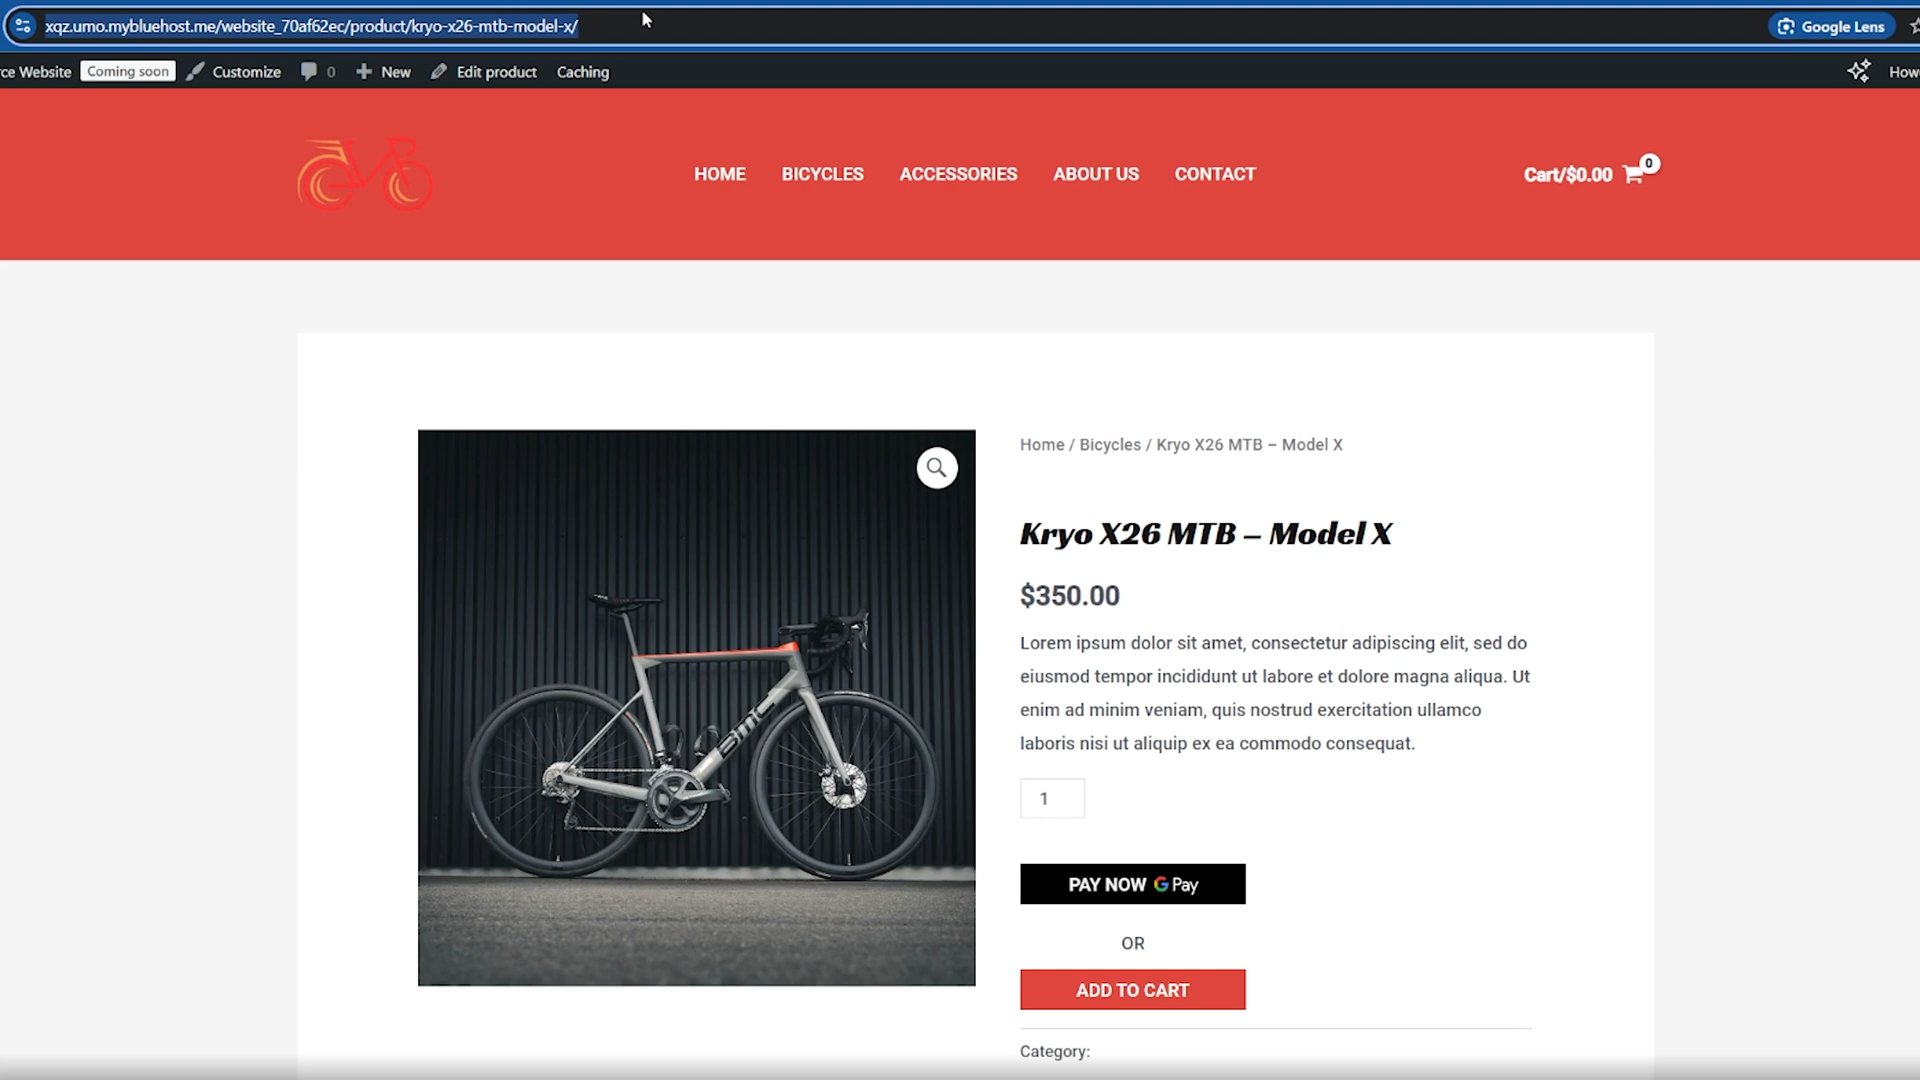 xqz.umo.mybluehost.me/website_70af62ec/product/kryo-x26-mtb-model-x/
Google Lens
ce Website Coming soon Customize 0 New Edit product Caching
How
HOME BICYCLES ACCESSORIES ABOUT US CONTACT
Cart/$0.00 0
Home / Bicycles / Kryo X26 MTB – Model X
Kryo X26 MTB – Model X
$350.00
Lorem ipsum dolor sit amet, consectetur adipiscing elit, sed do
eiusmod tempor incididunt ut labore et dolore magna aliqua. Ut
enim ad minim veniam, quis nostrud exercitation ullamco
laboris nisi ut aliquip ex ea commodo consequat.
BMC
1
PAY NOW G Pay
OR
ADD TO CART
Category: